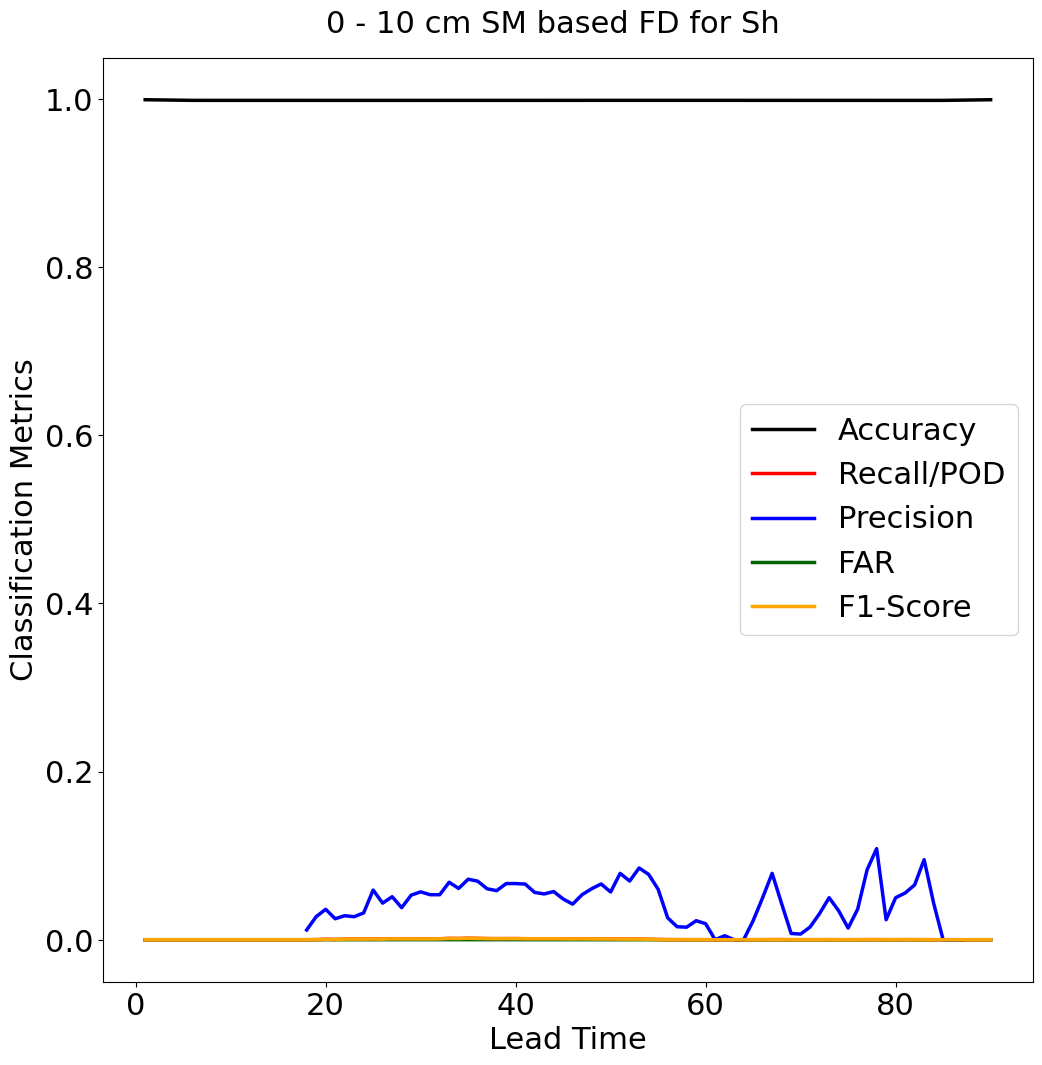 0 - 10 cm SM based FD for Sh
Classification Metrics
1.0
0.8
0.6
0.4
0.2
0.0
Accuracy
Recall/POD
Precision
FAR
F1-Score
0 20 40 60 80
Lead Time